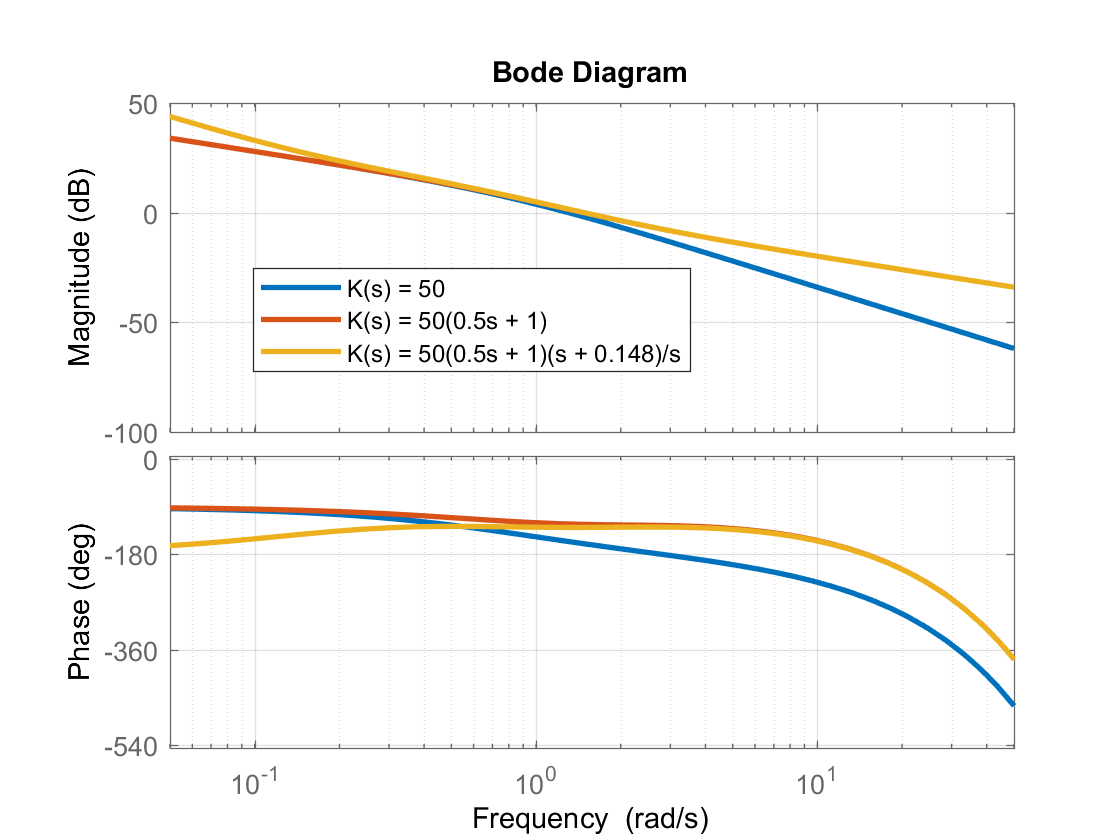 Bode Diagram
50
0
-50
-100
Magnitude (dB)
K(s) = 50
K(s) = 50(0.5s + 1)
K(s) = 50(0.5s + 1)(s + 0.148)/s
0
-180
-360
-540
Phase (deg)
10^-1 10^0 10^1
Frequency (rad/s)